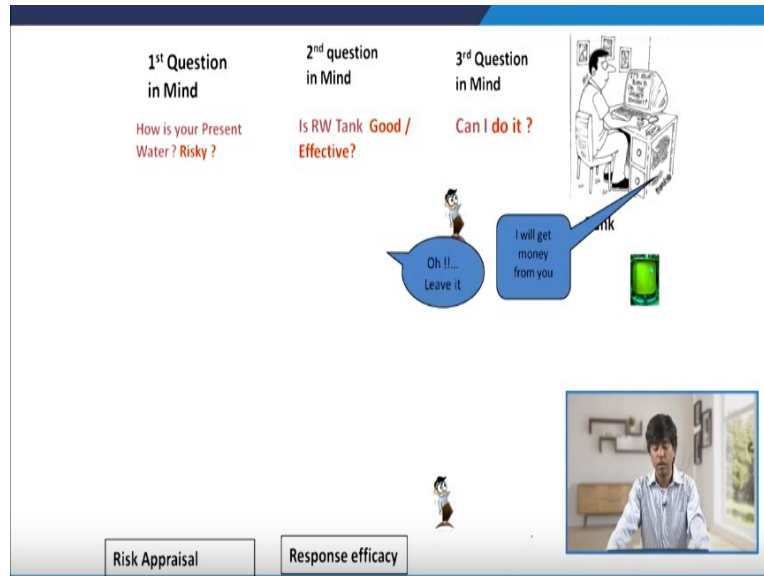 1st Question
in Mind
How is your Present
Water ? Risky ?
2nd question
in Mind
Is RW Tank Good /
Effective?
3rd Question
in Mind
Can I do it ?
I will get
money
from you
Oh !!...
Leave it
Risk Appraisal
Response efficacy